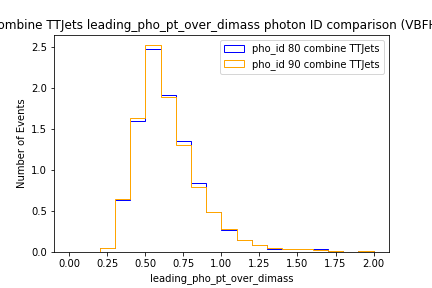 ombine TTJets leading_pho_pt_over_dimass photon ID comparison (VBFH
pho_id 80 combine TTJets
pho_id 90 combine TTJets
Number of Events
2.5
2.0
1.5
1.0
0.5
0.0
0.00 0.25 0.50 0.75 1.00 1.25 1.50 1.75 2.00
leading_pho_pt_over_dimass